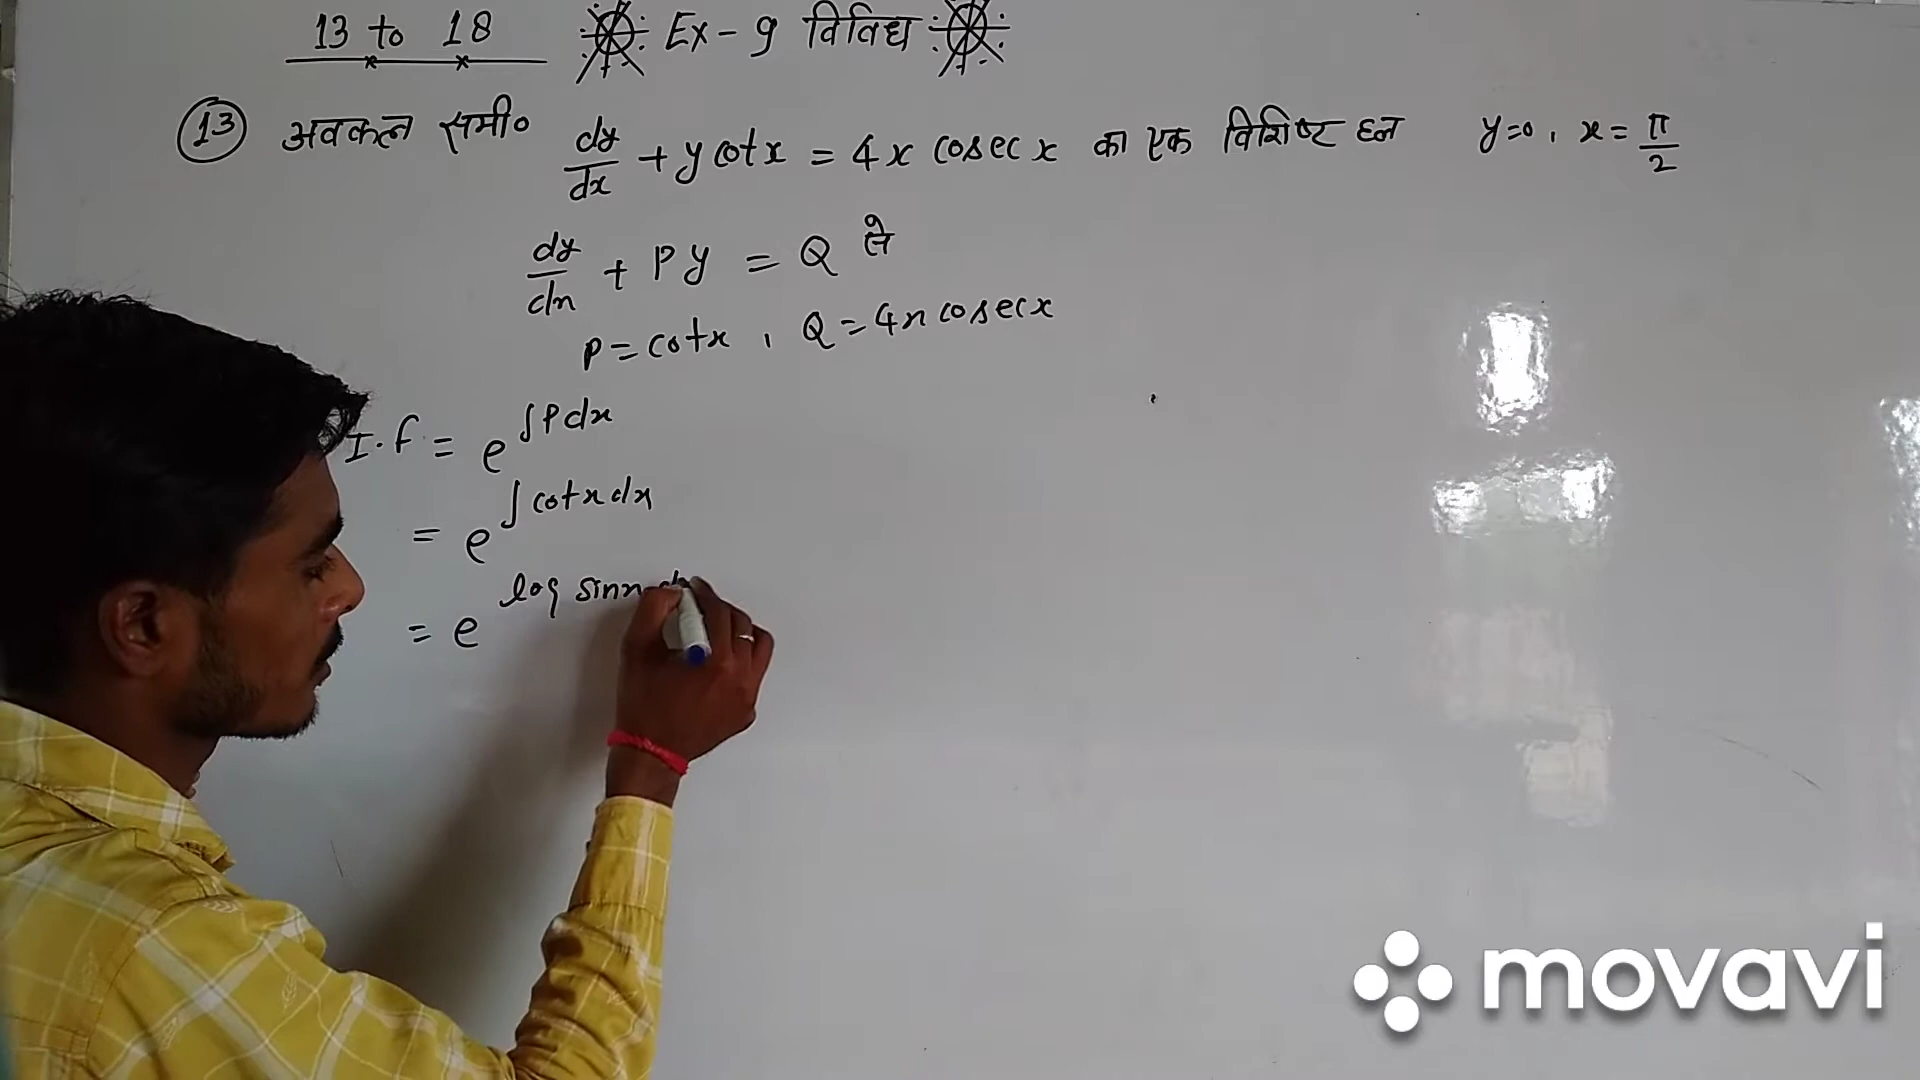 13 to 18 Ex-9 विविध
(13) अवकल समी० dy/dx + y cotx = 4x cosec x का एक विशिष्ट हल y=0, x= π/2
dy/dx + Py = Q से
P = cotx , Q = 4x cosecx
I.f = e^∫Pdx
= e^∫cotx dx
= e^log sinx
movavi